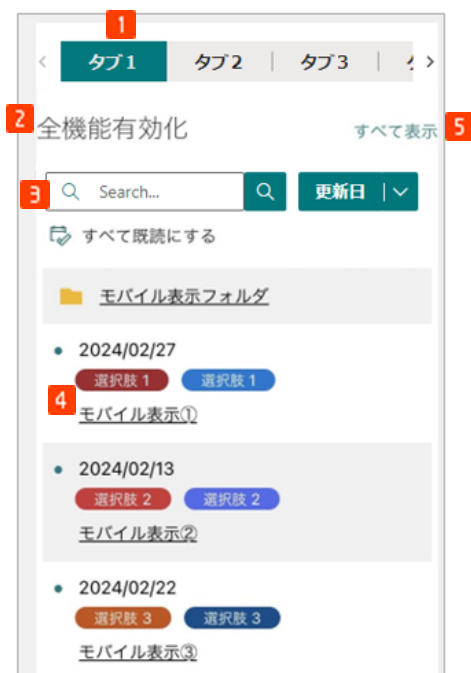 1
タブ1 タブ2 タブ3
2 全機能有効化 すべて表示 5
3 Search... 更新日
すべて既読にする
モバイル表示フォルダ
2024/02/27
選択肢 1 選択肢 1
4
モバイル表示①
2024/02/13
選択肢 2 選択肢 2
モバイル表示②
2024/02/22
選択肢 3 選択肢 3
モバイル表示③